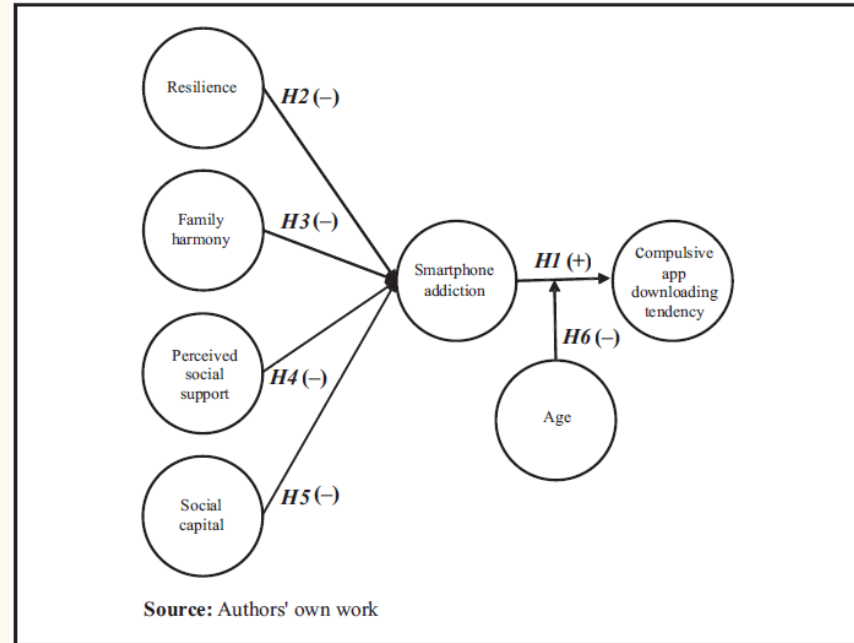 Resilience
H2 (–)
Family
harmony
H3 (–)
Smartphone
addiction
H1 (+)
Compulsive
app
downloading
tendency
Perceived
social
support
H4 (–)
H6 (–)
Age
Social
capital
H5 (–)
Source: Authors' own work